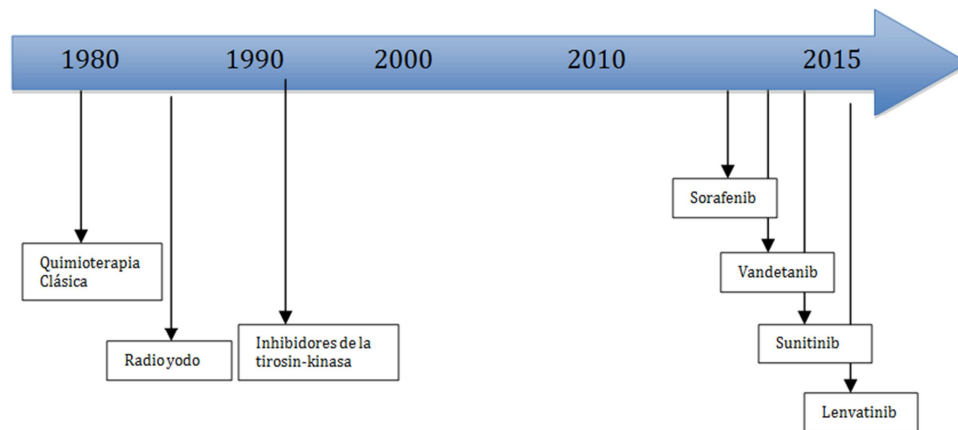 1980 1990 2000 2010 2015
Sorafenib
Quimioterapia
Clásica
Vandetanib
Radio yodo
Inhibidores de la
tirosin-kinasa
Sunitinib
Lenvatinib